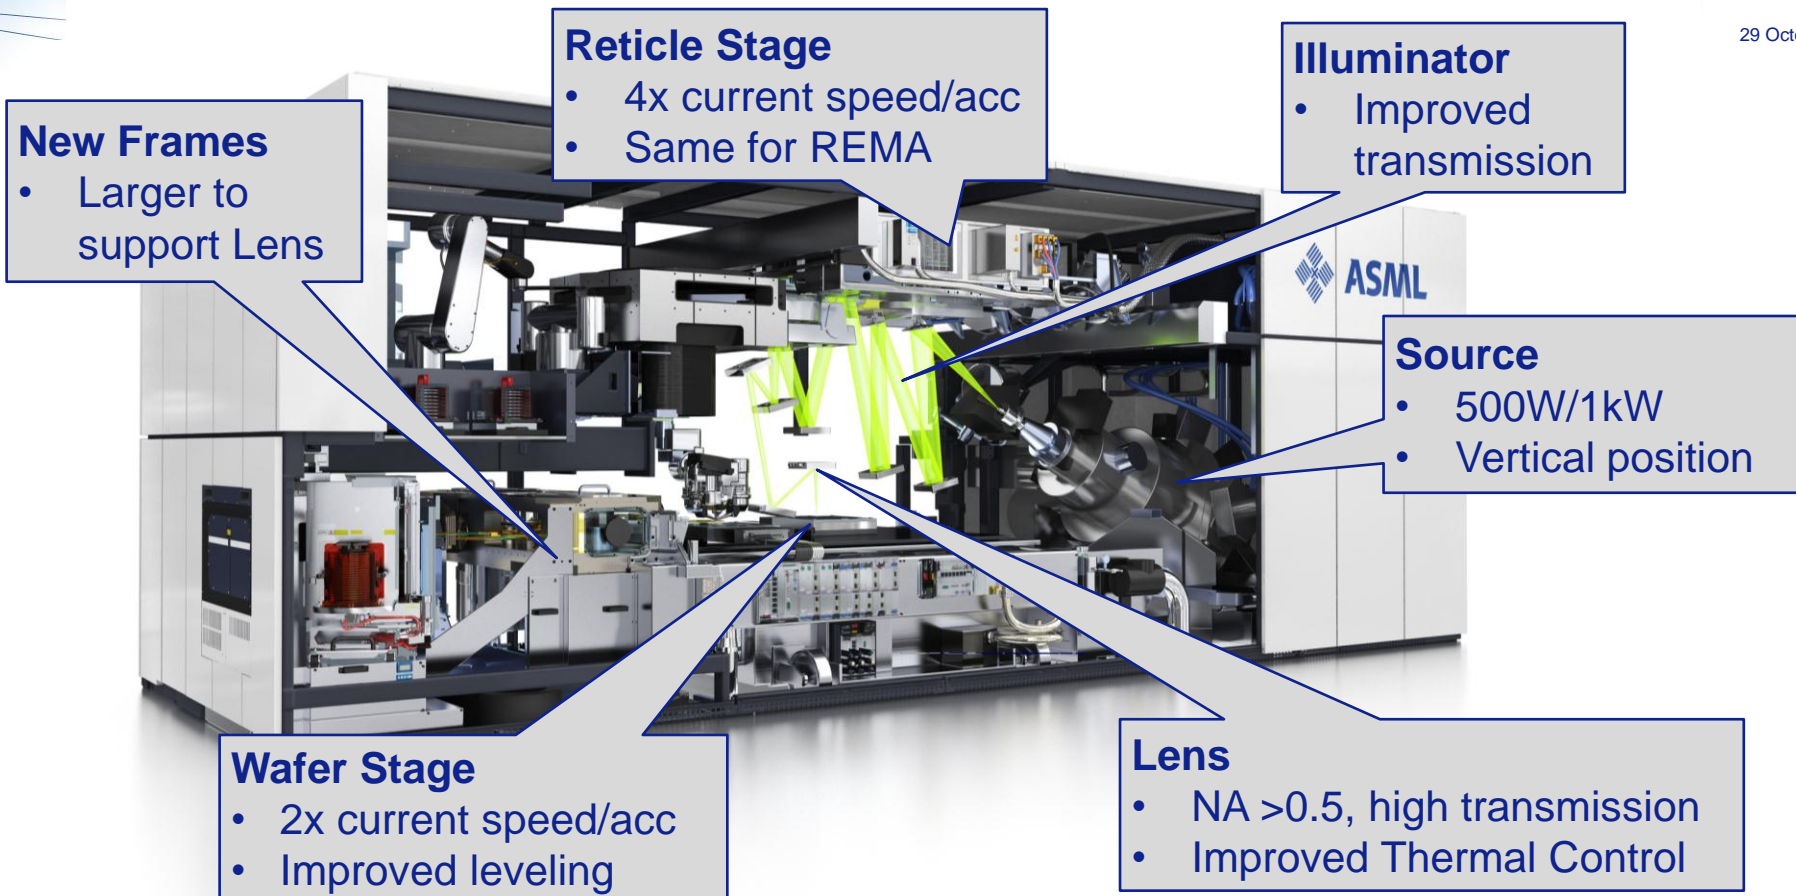 29 Octo
Reticle Stage
• 4x current speed/acc
• Same for REMA
Illuminator
• Improved
transmission
New Frames
• Larger to
support Lens
ASML
Source
• 500W/1kW
• Vertical position
Wafer Stage
• 2x current speed/acc
• Improved leveling
Lens
• NA >0.5, high transmission
• Improved Thermal Control